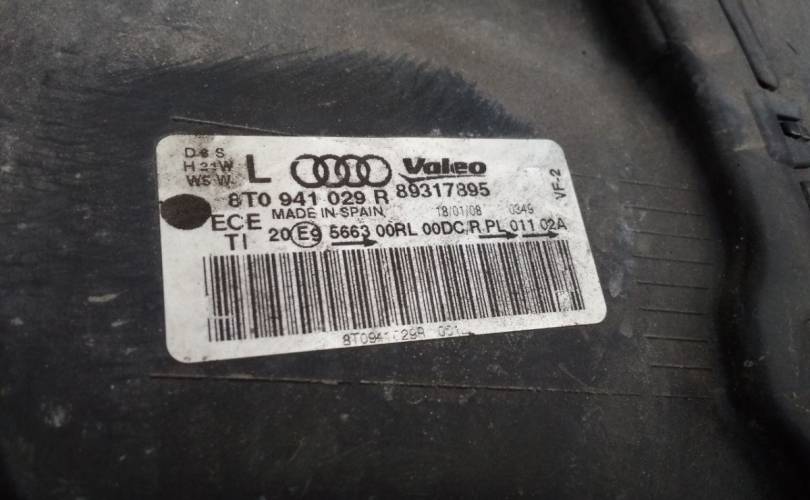 D8S
H21W
W5W
L Valeo
8T0 941 029 R 89317895
MADE IN SPAIN 18/01/08 0349
VF-2
ECE
TI
20 E9 5663 00RL 00DC/R PL 011 02A